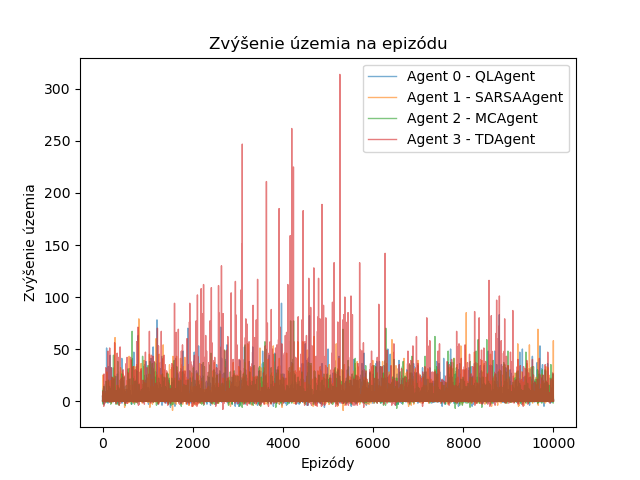 Zvýšenie územia na epizódu
Agent 0 - QLAgent
Agent 1 - SARSAAgent
Agent 2 - MCAgent
Agent 3 - TDAgent
Zvýšenie územia
300
250
200
150
100
50
0
0 2000 4000 6000 8000 10000
Epizódy